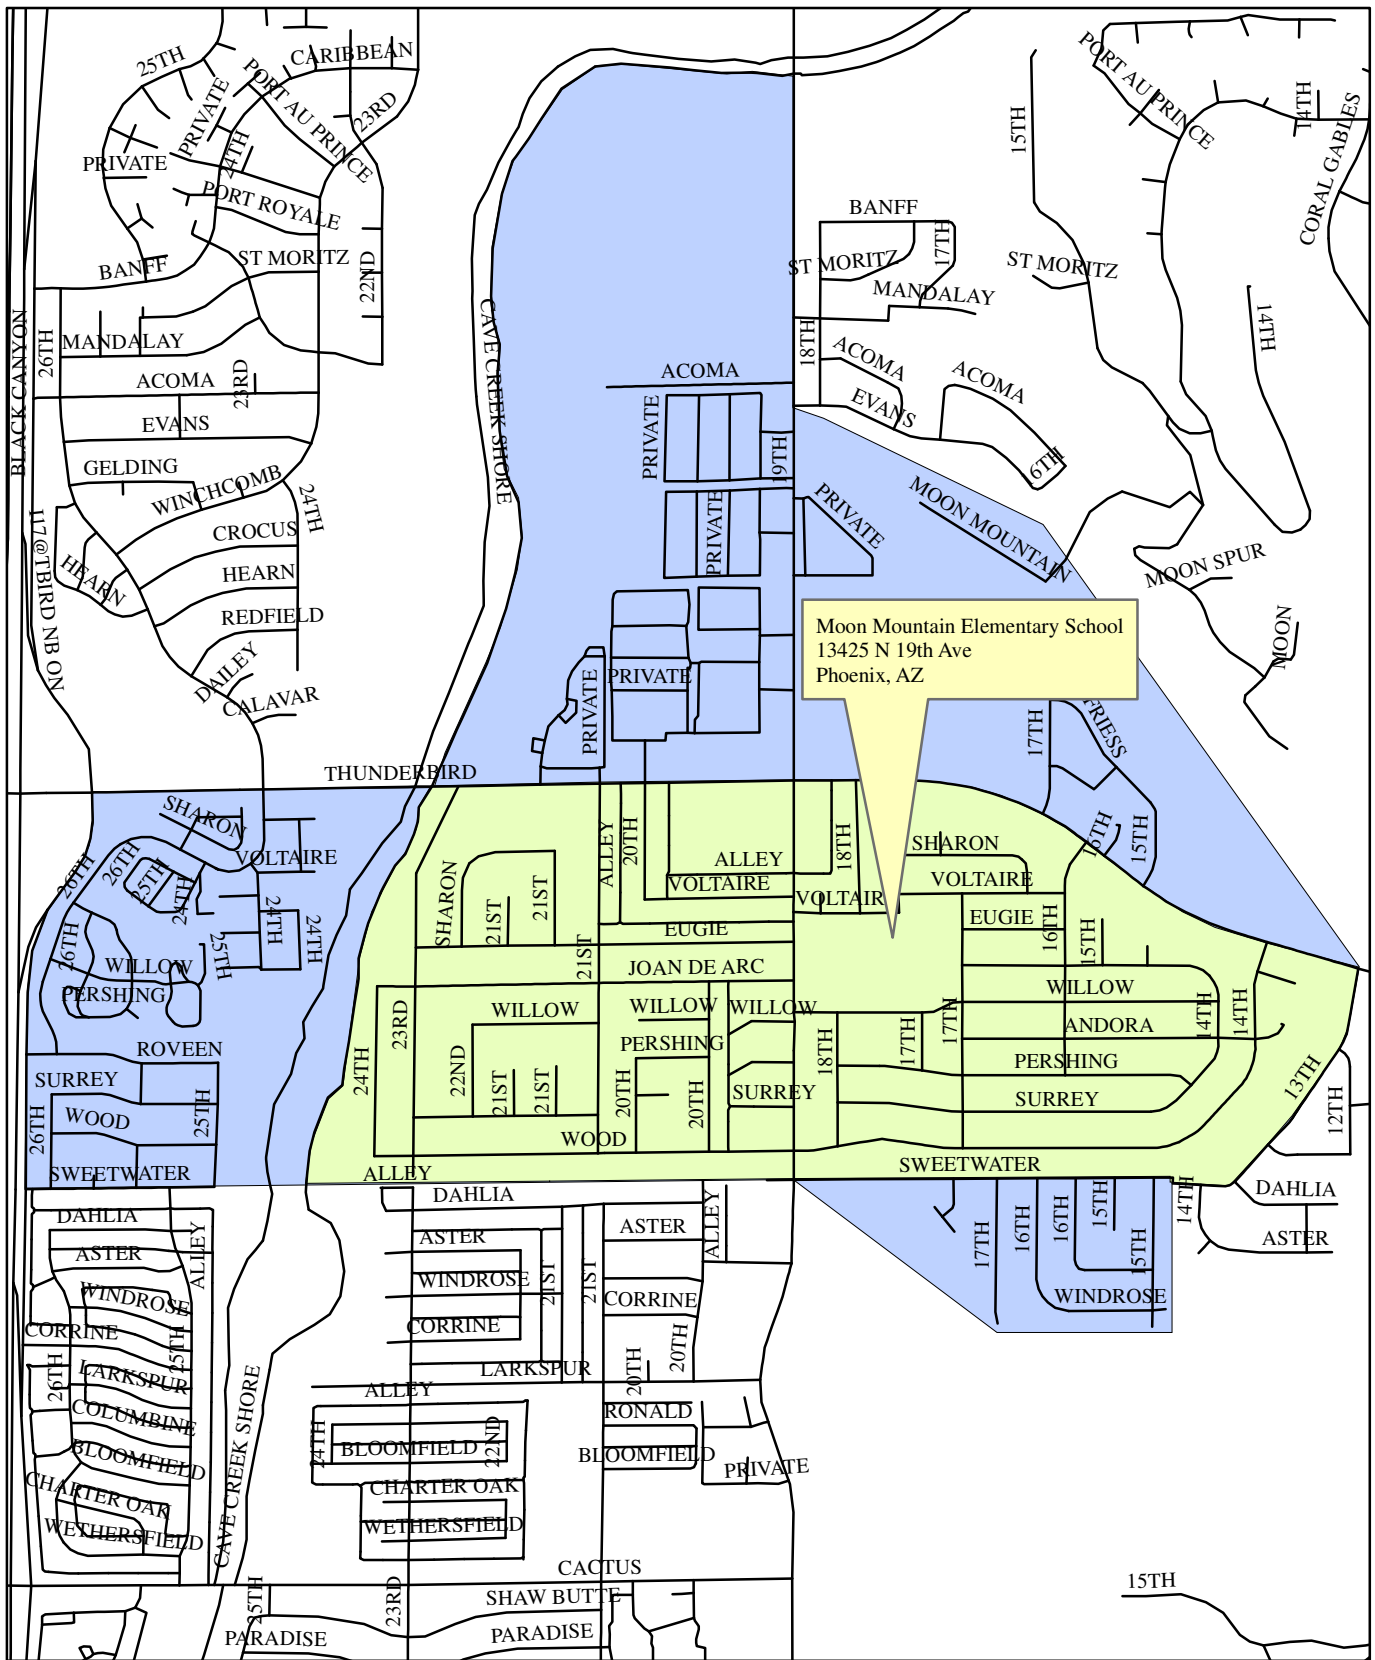 25TH
CARIBBEAN
PORT AU PRINCE
23RD
PRIVATE
24TH
PRIVATE
PORT ROYALE
ST MORITZ
22ND
BANFF
MANDALAY
26TH
BLACK CANYON
ACOMA
23RD
EVANS
GELDING
WINCHCOMB
24TH
CROCUS
HEARN
HEARN
REDFIELD
I17 @TBIRD NB ON
DAILEY
CALAVAR
CAVE CREEK SHORE
PORT AU PRINCE
15TH
14TH
CORAL GABLES
BANFF
17TH
ST MORITZ
ST MORITZ
MANDALAY
14TH
18TH
ACOMA
ACOMA
EVANS
6TH
ACOMA
PRIVATE
19TH
PRIVATE
PRIVATE
MOON MOUNTAIN
MOON SPUR
MOON
Moon Mountain Elementary School
13425 N 19th Ave
Phoenix, AZ
PRIVATE
PRIVATE
17TH
FRIESS
THUNDERBIRD
SHARON
VOLTAIRE
26TH
26TH
25TH
24TH
24TH
24TH
25TH
26TH
WILLOW
PERSHING
ROVEEN
SURREY
WOOD
26TH
25TH
SWEETWATER
ALLEY
20TH
ALLEY
VOLTAIRE
18TH
VOLTAIR
SHARON
VOLTAIRE
16TH
15TH
SHARON
21ST
21ST
EUGIE
EUGIE
16TH
15TH
21ST
JOAN DE ARC
23RD
24TH
WILLOW
WILLOW
WILLOW
WILLOW
PERSHING
22ND
21ST
21ST
20TH
20TH
SURREY
18TH
17TH
17TH
ANDORA
14TH
14TH
PERSHING
SURREY
13TH
12TH
WOOD
ALLEY
SWEETWATER
DAHLIA
ALLEY
ASTER
ASTER
WINDROSE
21ST
21ST
CORRINE
CORRINE
20TH
20TH
LARKSPUR
ALLEY
17TH
16TH
16TH
15TH
15TH
14TH
WINDROSE
DAHLIA
ASTER
DAHLIA
ASTER
ALLEY
WINDROSE
CORRINE
25TH
26TH
LARKSPUR
COLUMBINE
BLOOMFIELD
CHARTER OAK
WETHERSFIELD
CAVE CREEK SHORE
24TH
BLOOMFIELD
22ND
CHARTER OAK
WETHERSFIELD
RONALD
BLOOMFIELD
PRIVATE
CACTUS
25TH
23RD
SHAW BUTTE
PARADISE
PARADISE
15TH